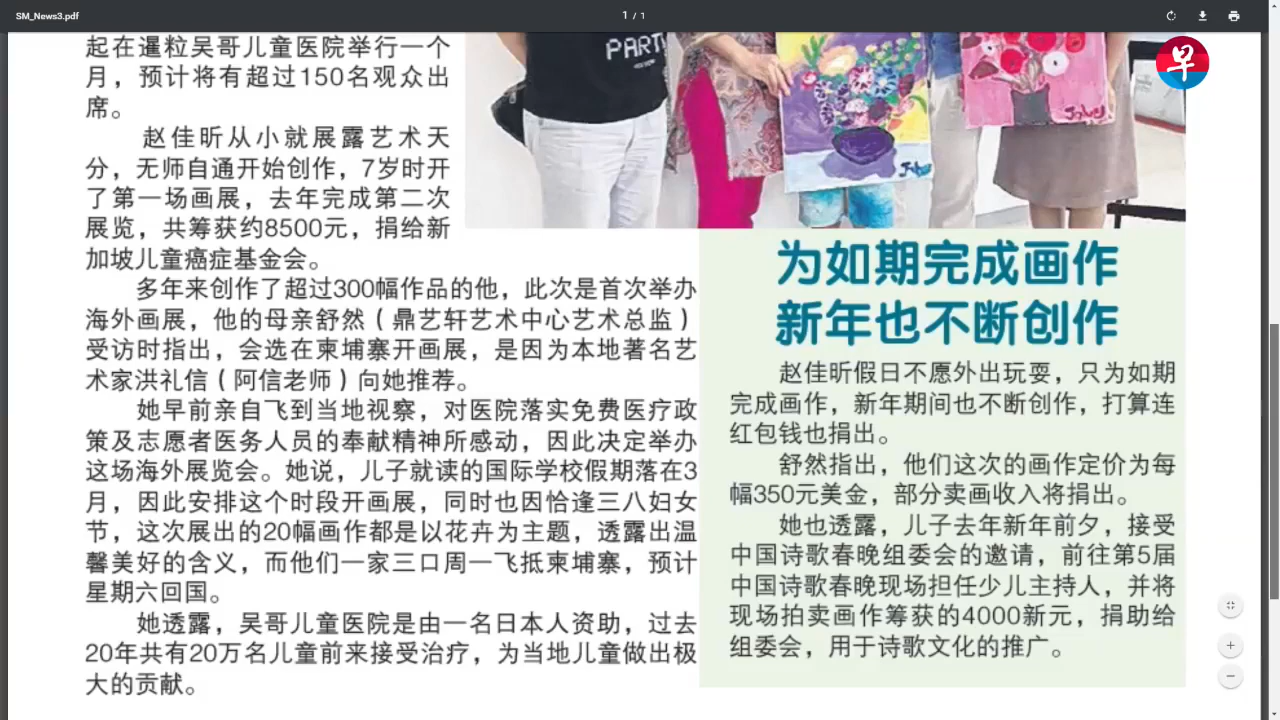 SM_News3.pdf
1 / 1
起在暹粒吴哥儿童医院举行一个
月，预计将有超过150名观众出
席。
赵佳昕从小就展露艺术天
分，无师自通开始创作，7岁时开
了第一场画展，去年完成第二次
展览，共筹获约8500元，捐给新
加坡儿童癌症基金会。
多年来创作了超过300幅作品的他，此次是首次举办
海外画展，他的母亲舒然（鼎艺轩艺术中心艺术总监）
受访时指出，会选在柬埔寨开画展，是因为本地著名艺
术家洪礼信（阿信老师）向她推荐。
她早前亲自飞到当地视察，对医院落实免费医疗政
策及志愿者医务人员的奉献精神所感动，因此决定举办
这场海外展览会。她说，儿子就读的国际学校假期落在3
月，因此安排这个时段开画展，同时也因恰逢三八妇女
节，这次展出的20幅画作都是以花卉为主题，透露出温
馨美好的含义，而他们一家三口周一飞抵柬埔寨，预计
星期六回国。
她透露，吴哥儿童医院是由一名日本人资助，过去
20年共有20万名儿童前来接受治疗，为当地儿童做出极
大的贡献。
PARTY
早
为如期完成画作
新年也不断创作
赵佳昕假日不愿外出玩耍，只为如期
完成画作，新年期间也不断创作，打算连
红包钱也捐出。
舒然指出，他们这次的画作定价为每
幅350元美金，部分卖画收入将捐出。
她也透露，儿子去年新年前夕，接受
中国诗歌春晚组委会的邀请，前往第5届
中国诗歌春晚现场担任少儿主持人，并将
现场拍卖画作筹获的4000新元，捐助给
组委会，用于诗歌文化的推广。